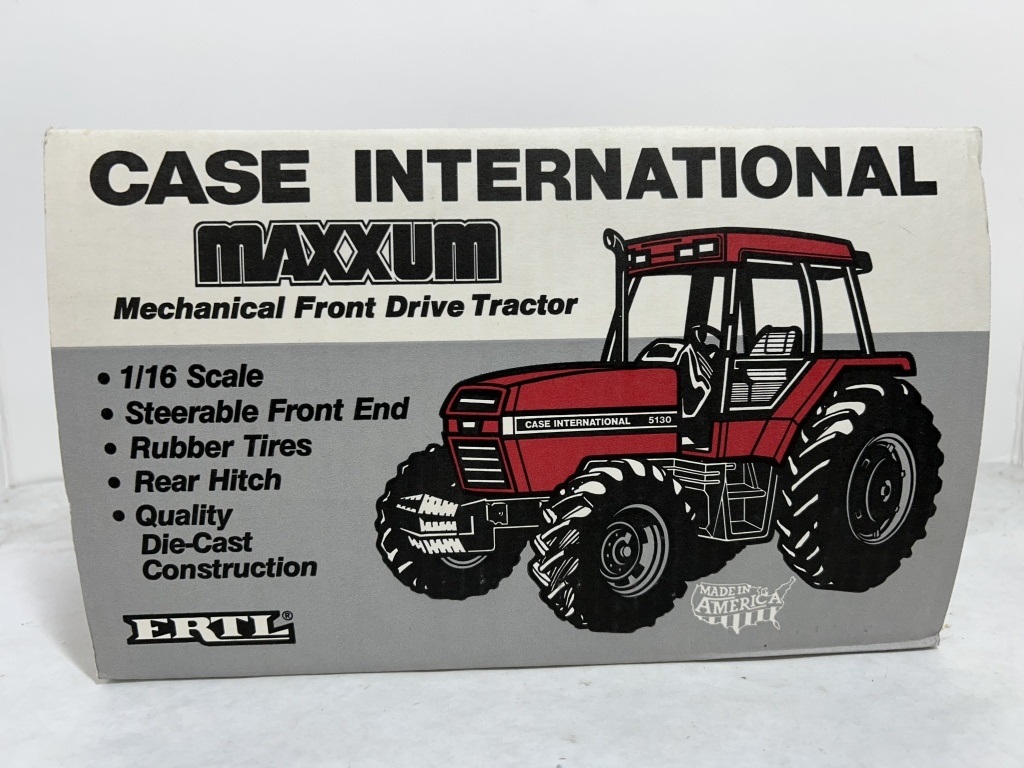 CASE INTERNATIONAL
MAXXUM
Mechanical Front Drive Tractor
• 1/16 Scale
• Steerable Front End
• Rubber Tires
• Rear Hitch
• Quality
Die-Cast
Construction
CASE INTERNATIONAL 5130
MADE IN
AMERICA
ERTL®